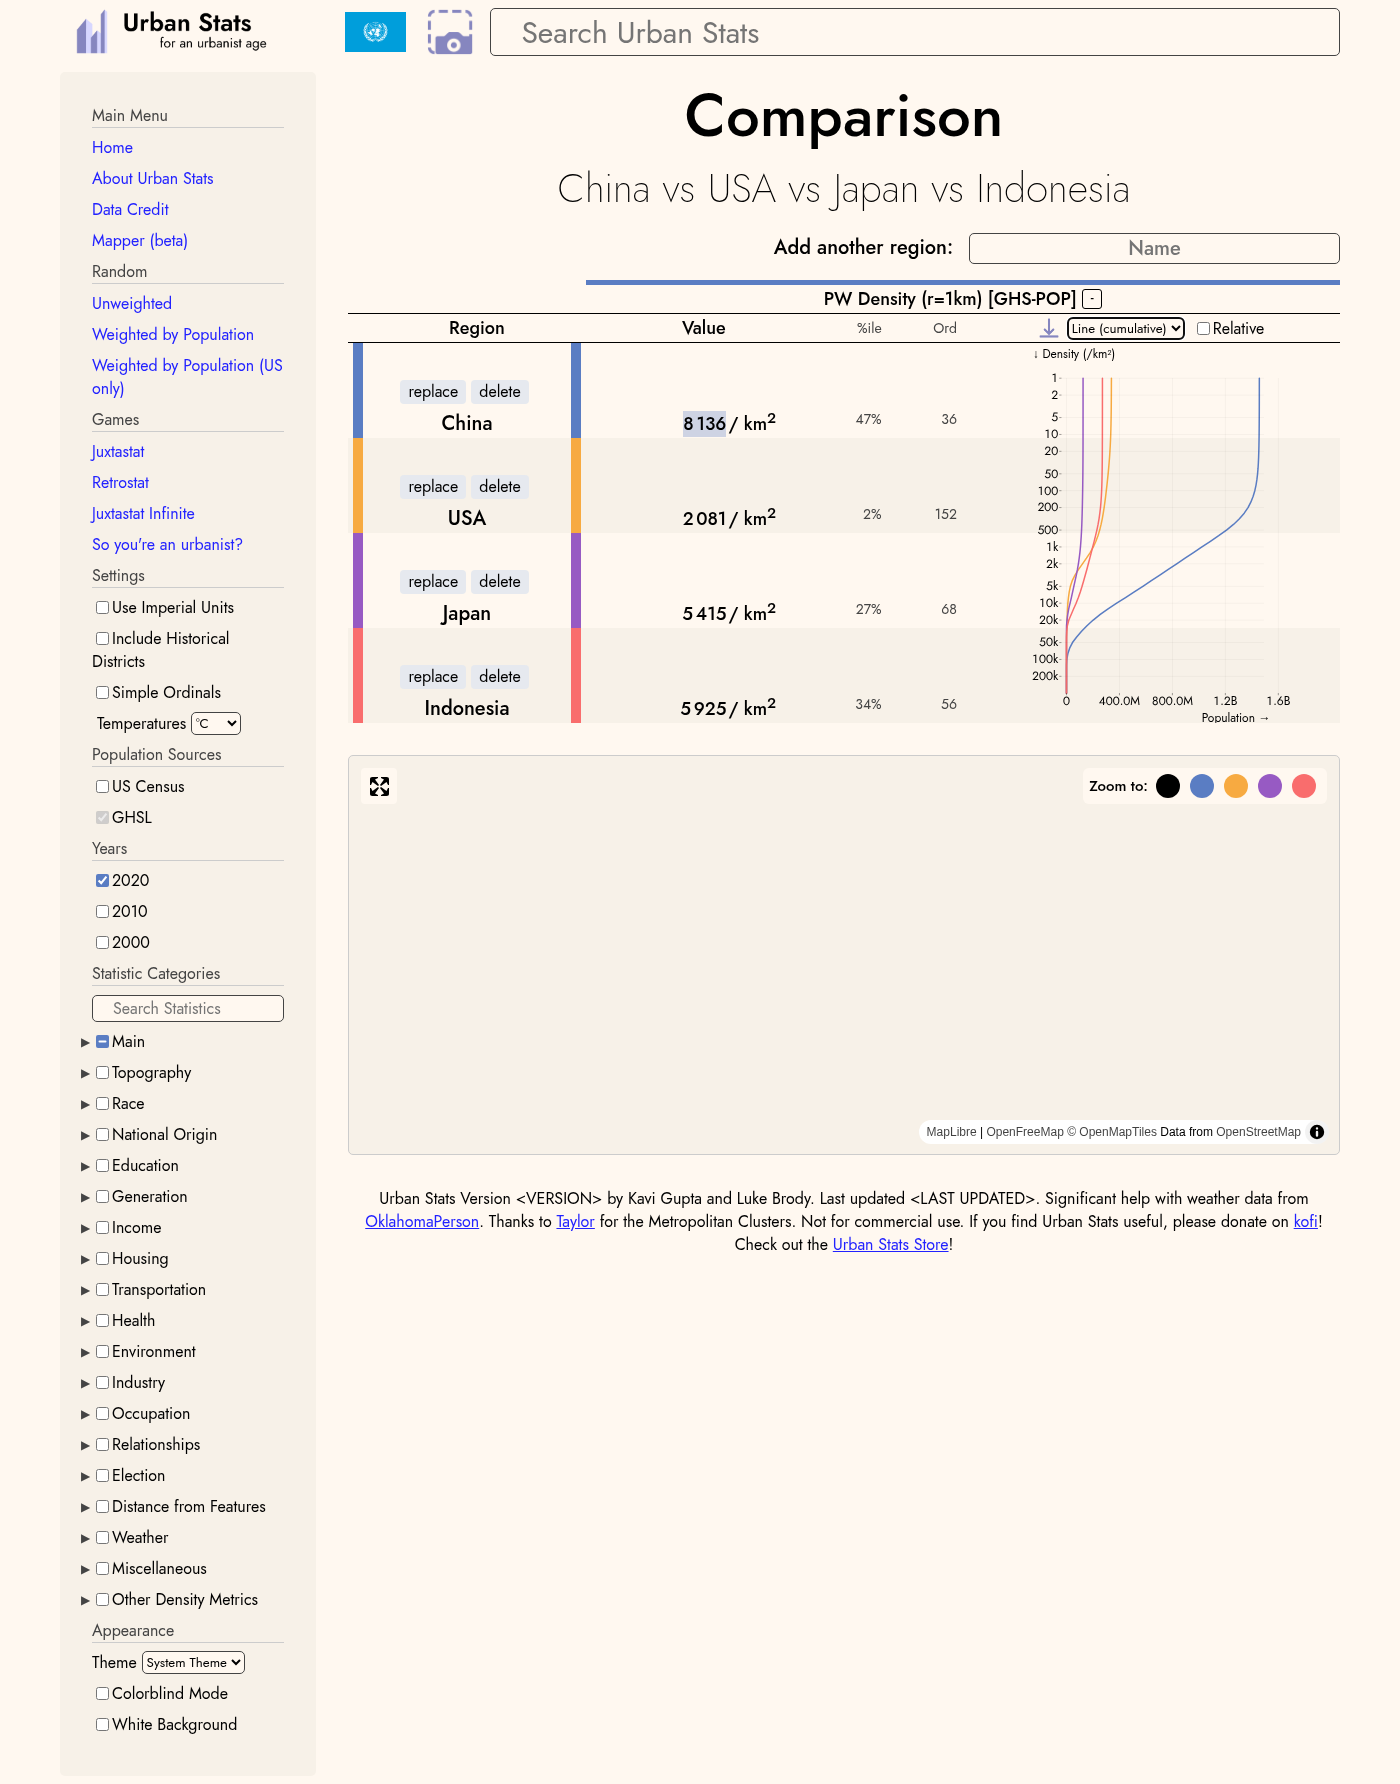 Urban Stats
for an urbanist age
Search Urban Stats
Main Menu
Home
About Urban Stats
Data Credit
Mapper (beta)
Random
Unweighted
Weighted by Population
Weighted by Population (US
only)
Games
Juxtastat
Retrostat
Juxtastat Infinite
So you're an urbanist?
Settings
Use Imperial Units
Include Historical
Districts
Simple Ordinals
Temperatures °C
Population Sources
US Census
GHSL
Years
2020
2010
2000
Statistic Categories
Search Statistics
Main
Topography
Race
National Origin
Education
Generation
Income
Housing
Transportation
Health
Environment
Industry
Occupation
Relationships
Election
Distance from Features
Weather
Miscellaneous
Other Density Metrics
Appearance
Theme System Theme
Colorblind Mode
White Background
Comparison
China vs USA vs Japan vs Indonesia
Add another region: Name
PW Density (r=1km) [GHS-POP] -
Region Value %ile Ord Line (cumulative) Relative
replace delete
China 8 136 / km² 47% 36
replace delete
USA 2 081 / km² 2% 152
replace delete
Japan 5 415 / km² 27% 68
replace delete
Indonesia 5 925 / km² 34% 56
↓ Density (/km²)
1
2
5
10
20
50
100
200
500
1k
2k
5k
10k
20k
50k
100k
200k
0 400.0M 800.0M 1.2B 1.6B
Population →
Zoom to:
MapLibre | OpenFreeMap © OpenMapTiles Data from OpenStreetMap
Urban Stats Version <VERSION> by Kavi Gupta and Luke Brody. Last updated <LAST UPDATED>. Significant help with weather data from
OklahomaPerson. Thanks to Taylor for the Metropolitan Clusters. Not for commercial use. If you find Urban Stats useful, please donate on kofi!
Check out the Urban Stats Store!